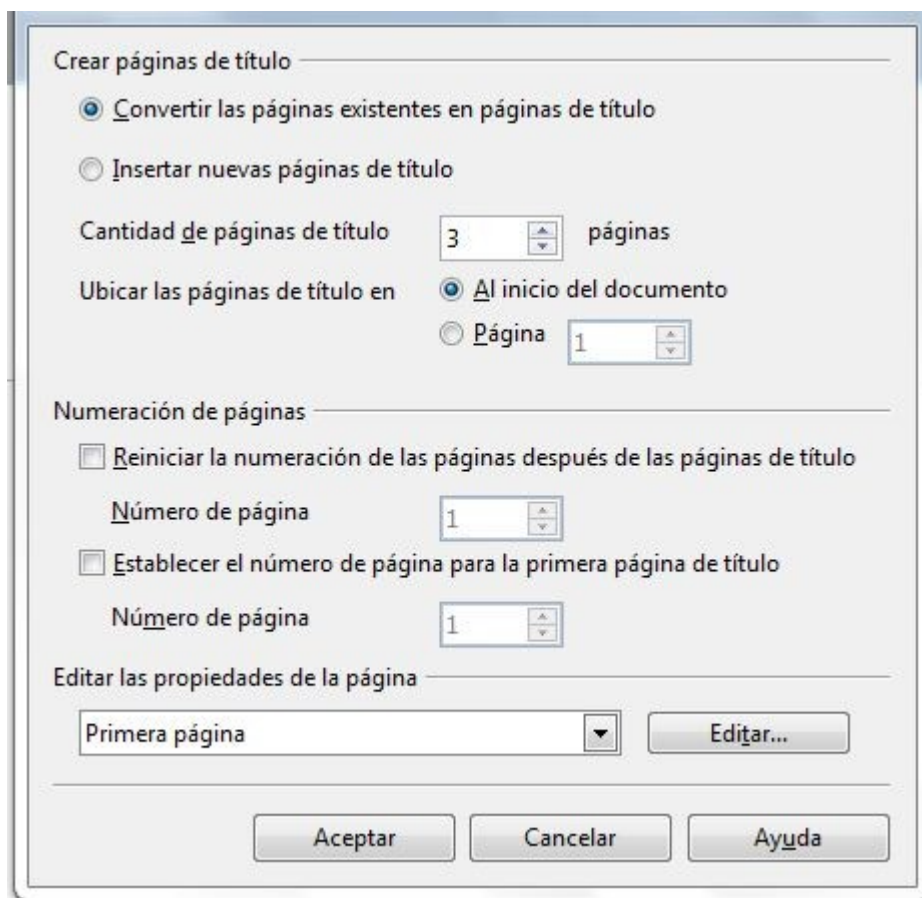 Crear páginas de título
Convertir las páginas existentes en páginas de título
Insertar nuevas páginas de título
Cantidad de páginas de título 3 páginas
Ubicar las páginas de título en Al inicio del documento
Página 1
Numeración de páginas
Reiniciar la numeración de las páginas después de las páginas de título
Número de página 1
Establecer el número de página para la primera página de título
Número de página 1
Editar las propiedades de la página
Primera página Editar...
Aceptar Cancelar Ayuda